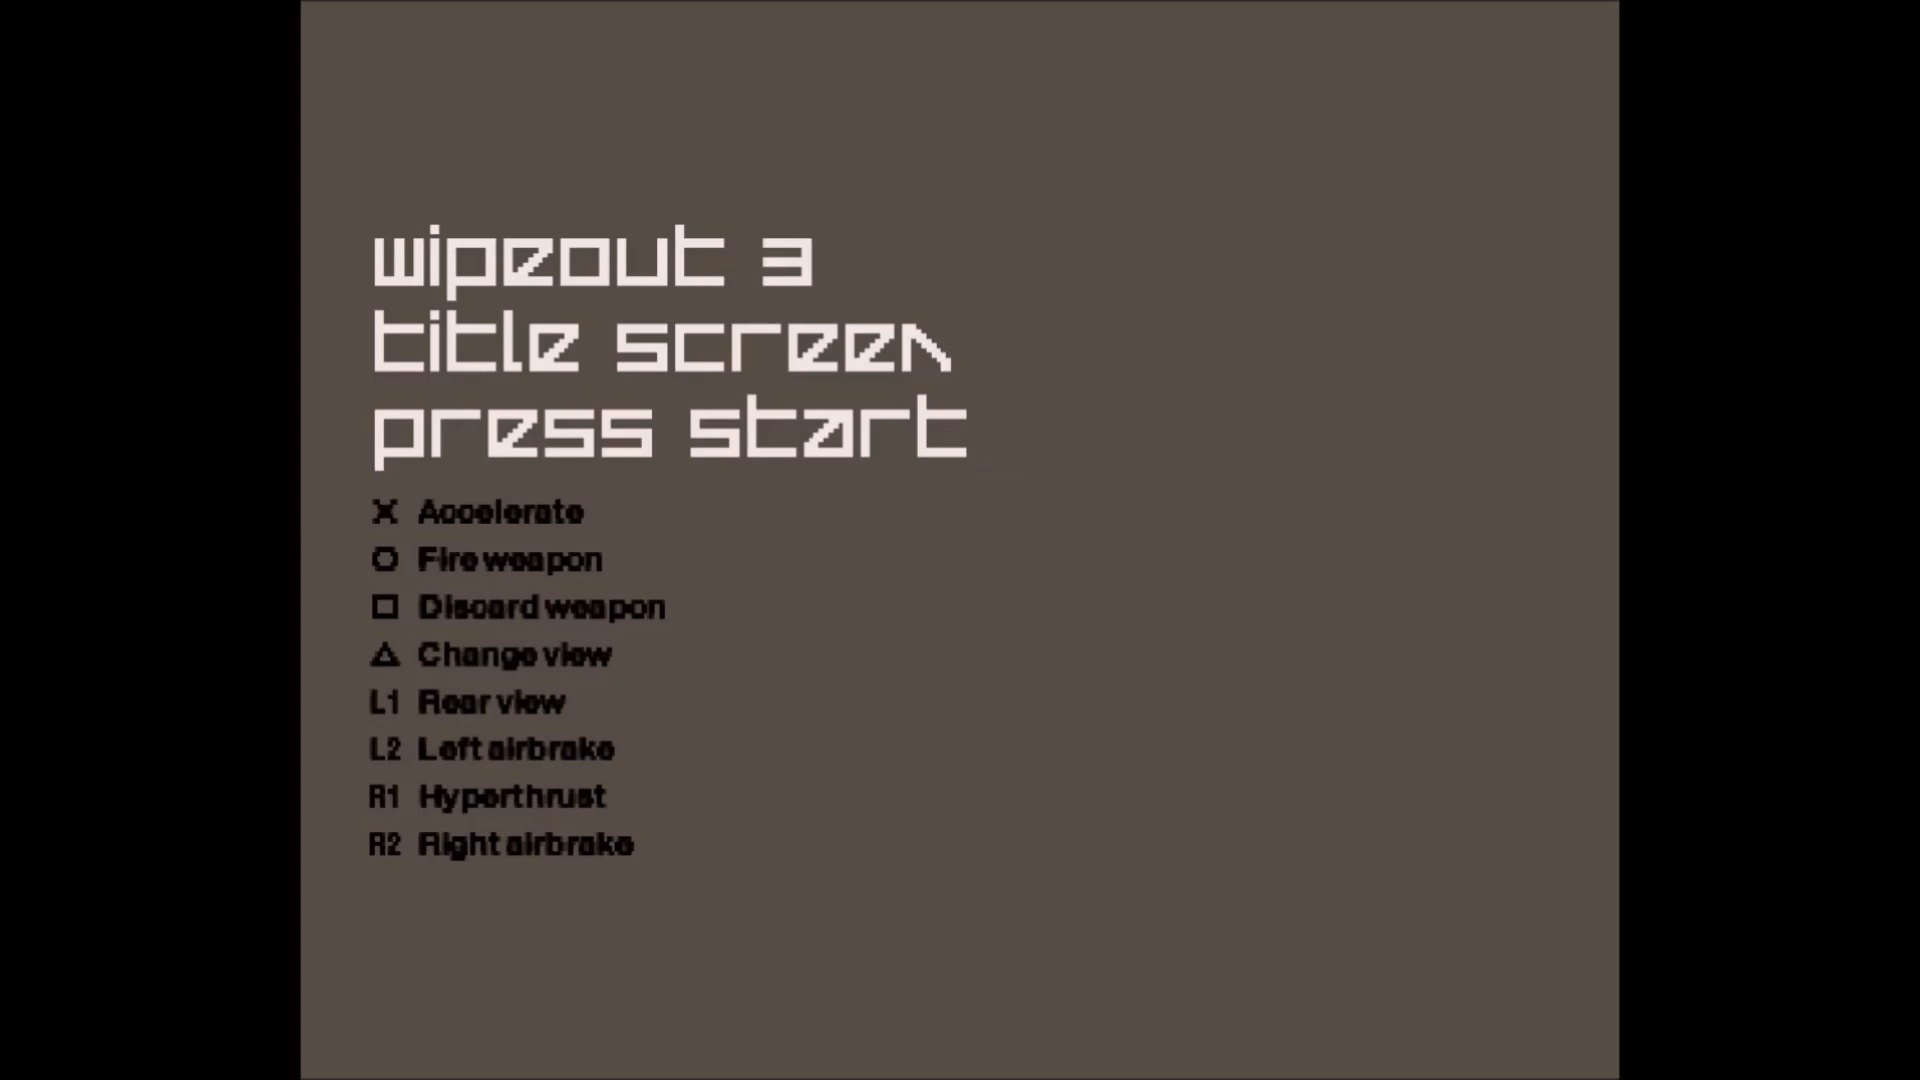 wipeout 3
title screen
press start
X Accelerate
O Fire weapon
□ Discard weapon
△ Change view
L1 Rear view
L2 Left airbrake
R1 Hyperthrust
R2 Right airbrake